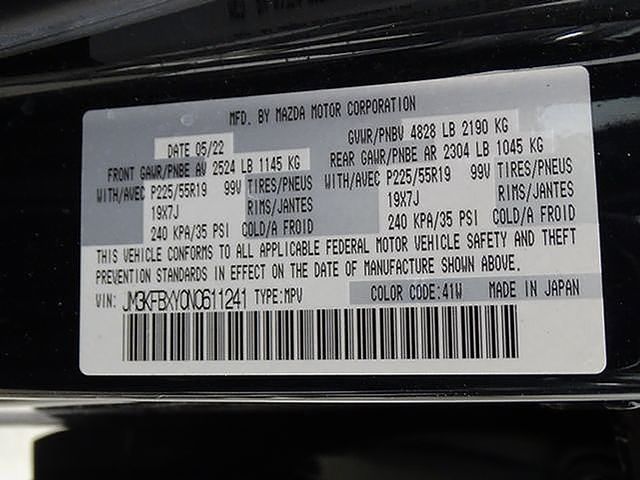 MFD. BY MAZDA MOTOR CORPORATION
DATE 05/22 GVWR/PNBV 4828 LB 2190 KG
FRONT GAWR/PNBE AV 2524 LB 1145 KG REAR GAWR/PNBE AR 2304 LB 1045 KG
WITH/AVEC P225/55R19 99V TIRES/PNEUS WITH/AVEC P225/55R19 99V TIRES/PNEUS
19X7J RIMS/JANTES 19X7J RIMS/JANTES
240 KPA/35 PSI COLD/A FROID 240 KPA/35 PSI COLD/A FROID
THIS VEHICLE CONFORMS TO ALL APPLICABLE FEDERAL MOTOR VEHICLE SAFETY AND THEFT
PREVENTION STANDARDS IN EFFECT ON THE DATE OF MANUFACTURE SHOWN ABOVE.
VIN: JM3KFBXY0N0611241 TYPE:MPV COLOR CODE:41W MADE IN JAPAN